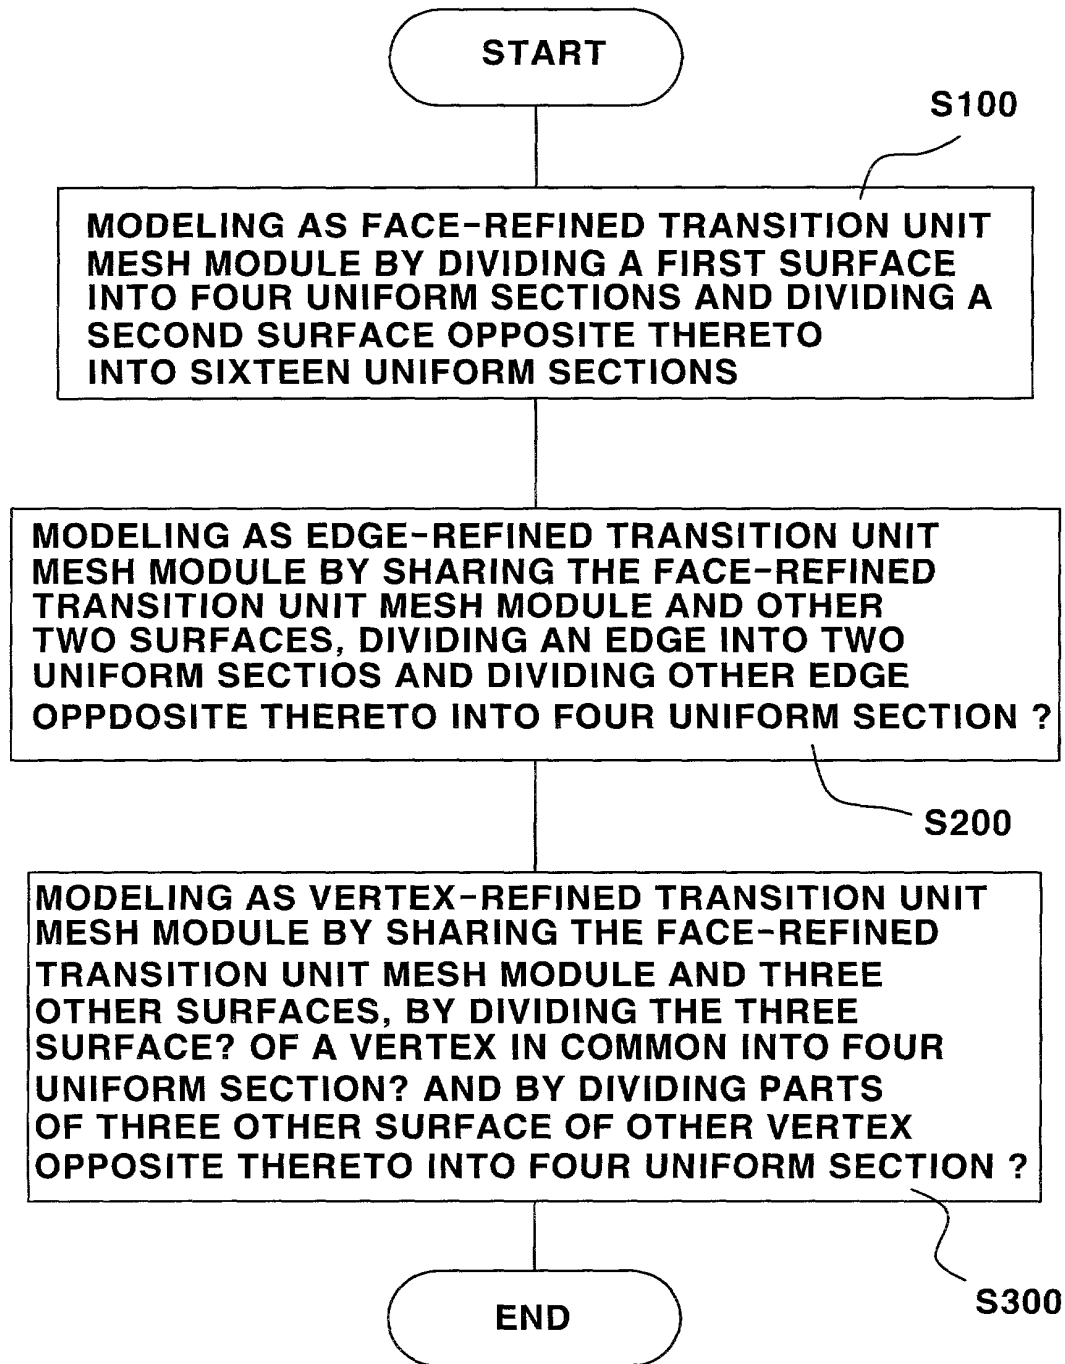 START
S100
MODELING AS FACE-REFINED TRANSITION UNIT
MESH MODULE BY DIVIDING A FIRST SURFACE
INTO FOUR UNIFORM SECTIONS AND DIVIDING A
SECOND SURFACE OPPOSITE THERETO
INTO SIXTEEN UNIFORM SECTIONS
MODELING AS EDGE-REFINED TRANSITION UNIT
MESH MODULE BY SHARING THE FACE-REFINED
TRANSITION UNIT MESH MODULE AND OTHER
TWO SURFACES, DIVIDING AN EDGE INTO TWO
UNIFORM SECTIOS AND DIVIDING OTHER EDGE
OPPDOSITE THERETO INTO FOUR UNIFORM SECTION ?
S200
MODELING AS VERTEX-REFINED TRANSITION UNIT
MESH MODULE BY SHARING THE FACE-REFINED
TRANSITION UNIT MESH MODULE AND THREE
OTHER SURFACES, BY DIVIDING THE THREE
SURFACE? OF A VERTEX IN COMMON INTO FOUR
UNIFORM SECTION? AND BY DIVIDING PARTS
OF THREE OTHER SURFACE OF OTHER VERTEX
OPPOSITE THERETO INTO FOUR UNIFORM SECTION ?
S300
END